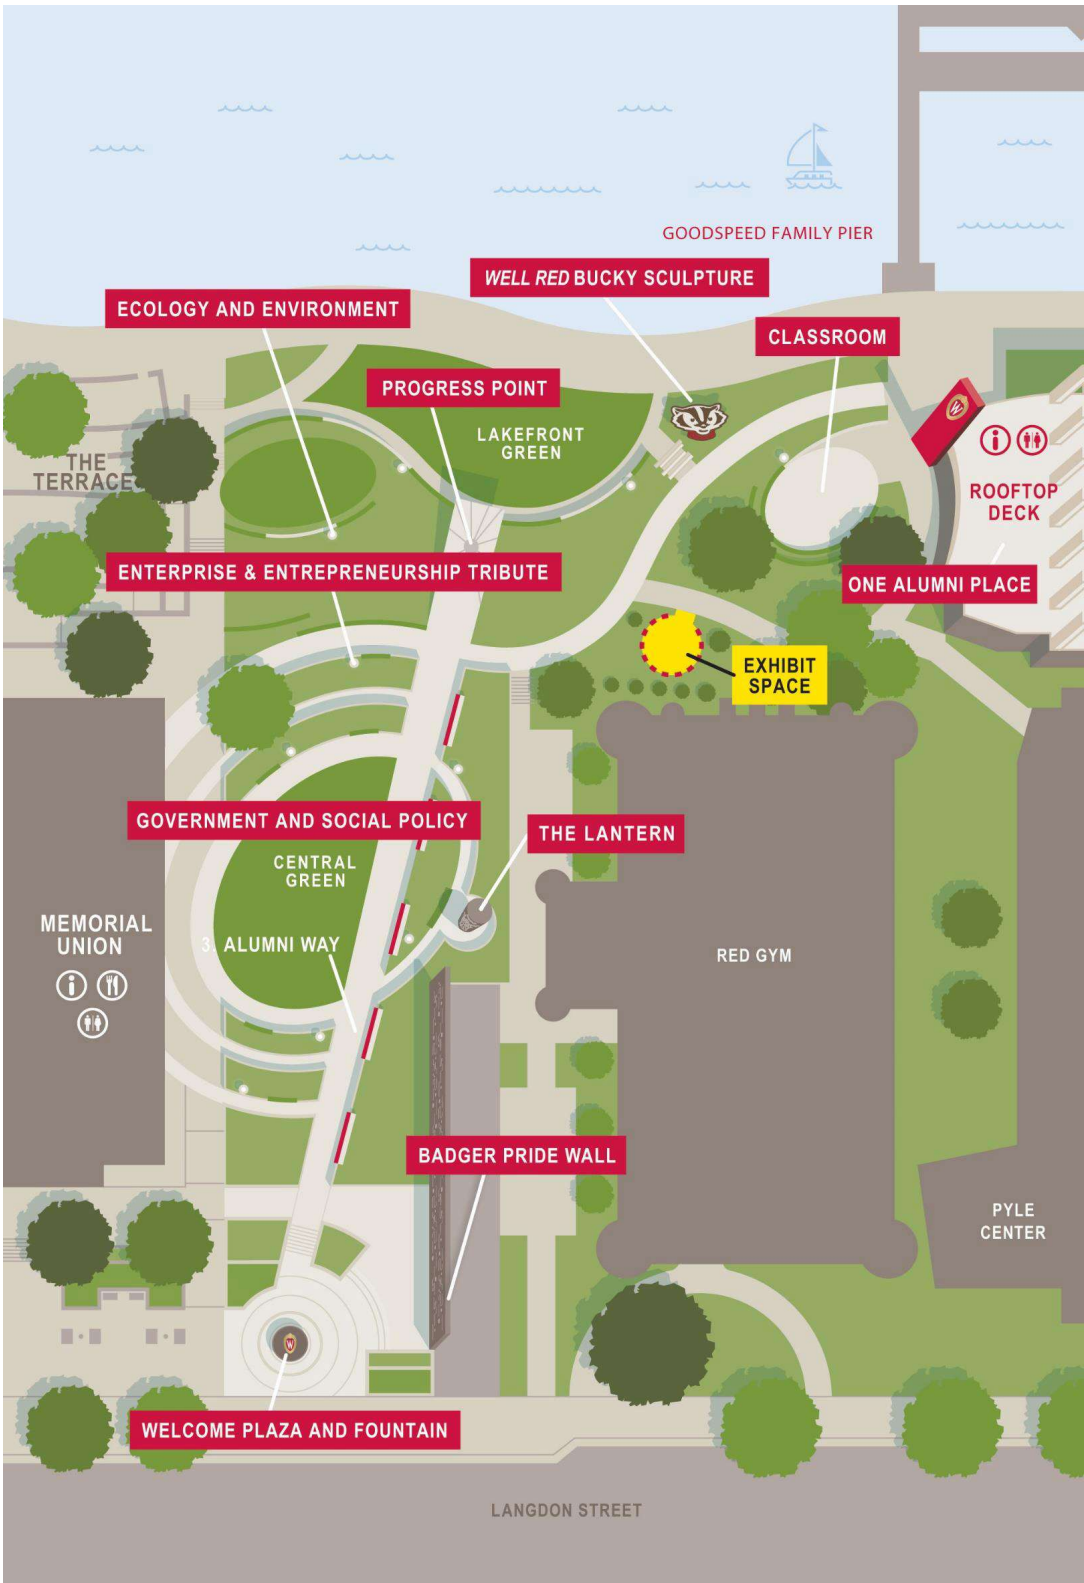 GOODSPEED FAMILY PIER
WELL RED BUCKY SCULPTURE
ECOLOGY AND ENVIRONMENT
CLASSROOM
PROGRESS POINT
W
LAKEFRONT
GREEN
THE
TERRACE
ROOFTOP
DECK
ENTERPRISE & ENTREPRENEURSHIP TRIBUTE
ONE ALUMNI PLACE
EXHIBIT
SPACE
GOVERNMENT AND SOCIAL POLICY
THE LANTERN
CENTRAL
GREEN
MEMORIAL
UNION
3. ALUMNI WAY
RED GYM
BADGER PRIDE WALL
PYLE
CENTER
W
WELCOME PLAZA AND FOUNTAIN
LANGDON STREET